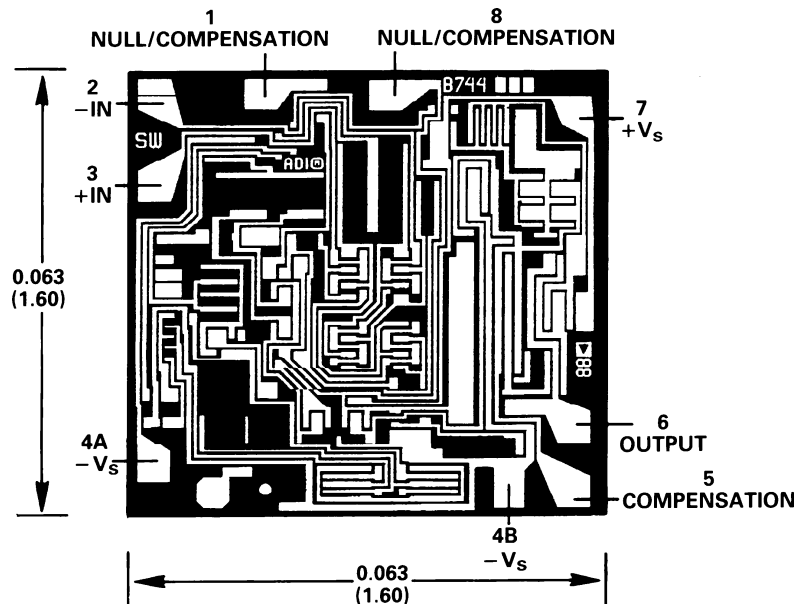 1
NULL/COMPENSATION
8
NULL/COMPENSATION
2
−IN
B744
7
+Vs
SW
ADI
3
+IN
0.063
(1.60)
88
6
OUTPUT
4A
−Vs
5
COMPENSATION
4B
−Vs
0.063
(1.60)